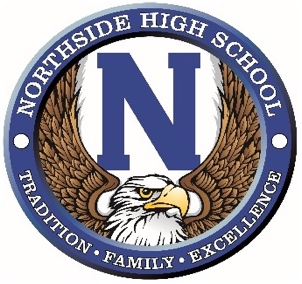 NORTHSIDE HIGH SCHOOL
N
TRADITION • FAMILY • EXCELLENCE